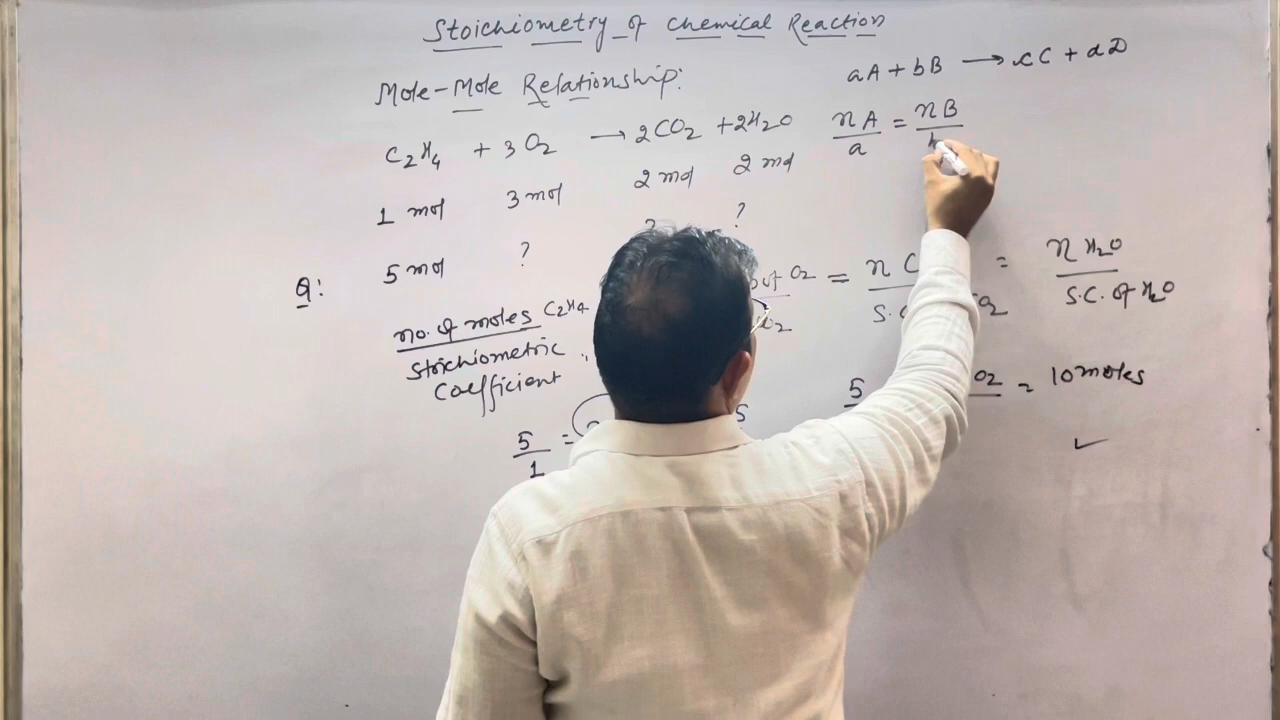 Stoichiometry of Chemical Reaction
Mole-Mole Relationship:
aA + bB → cC + dD
C₂H₄ + 3O₂ → 2CO₂ + 2H₂O
nA/a = nB/
1 mol 3 mol 2 mol 2 mol
Q: 5 mol ? ?
no. of moles C₂H₄ / Stoichiometric Coefficient
of O₂ = n C = n H₂O / S.C. of H₂O
5/1 =
5 O₂ = 10 moles